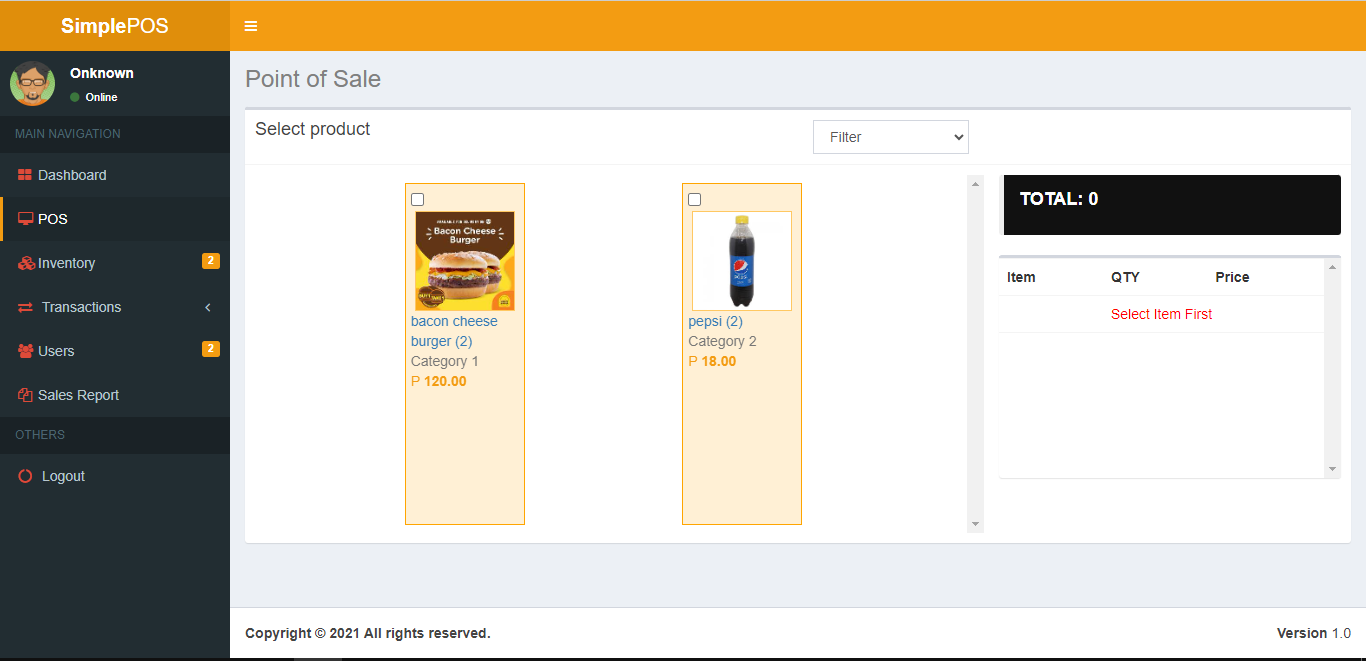 SimplePOS
Onknown
Online
MAIN NAVIGATION
Dashboard
POS
Inventory 2
Transactions
Users 2
Sales Report
OTHERS
Logout
Point of Sale
Select product
Filter
Bacon Cheese
Burger
bacon cheese
burger (2)
Category 1
P 120.00
pepsi
pepsi (2)
Category 2
P 18.00
TOTAL: 0
Item QTY Price
Select Item First
Copyright © 2021 All rights reserved.
Version 1.0